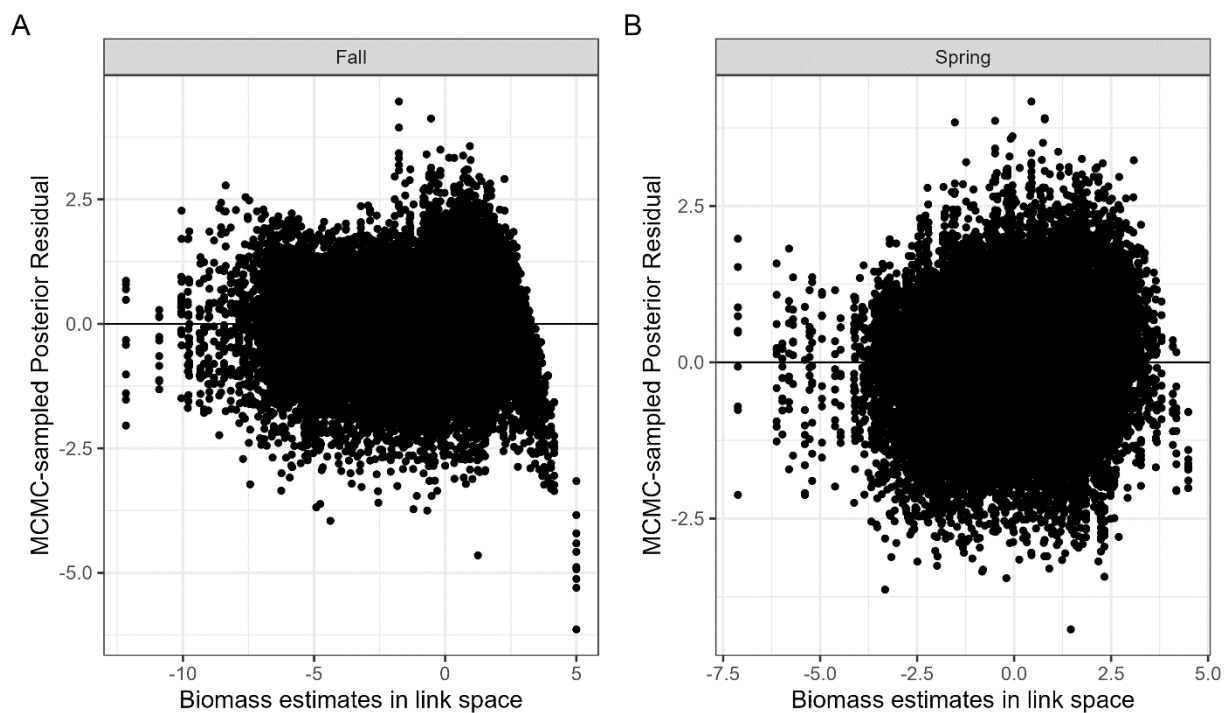 A
Fall
MCMC-sampled Posterior Residual
2.5
0.0
-2.5
-5.0
-10
-5
0
5
Biomass estimates in link space
B
Spring
MCMC-sampled Posterior Residual
2.5
0.0
-2.5
-7.5
-5.0
-2.5
0.0
2.5
5.0
Biomass estimates in link space